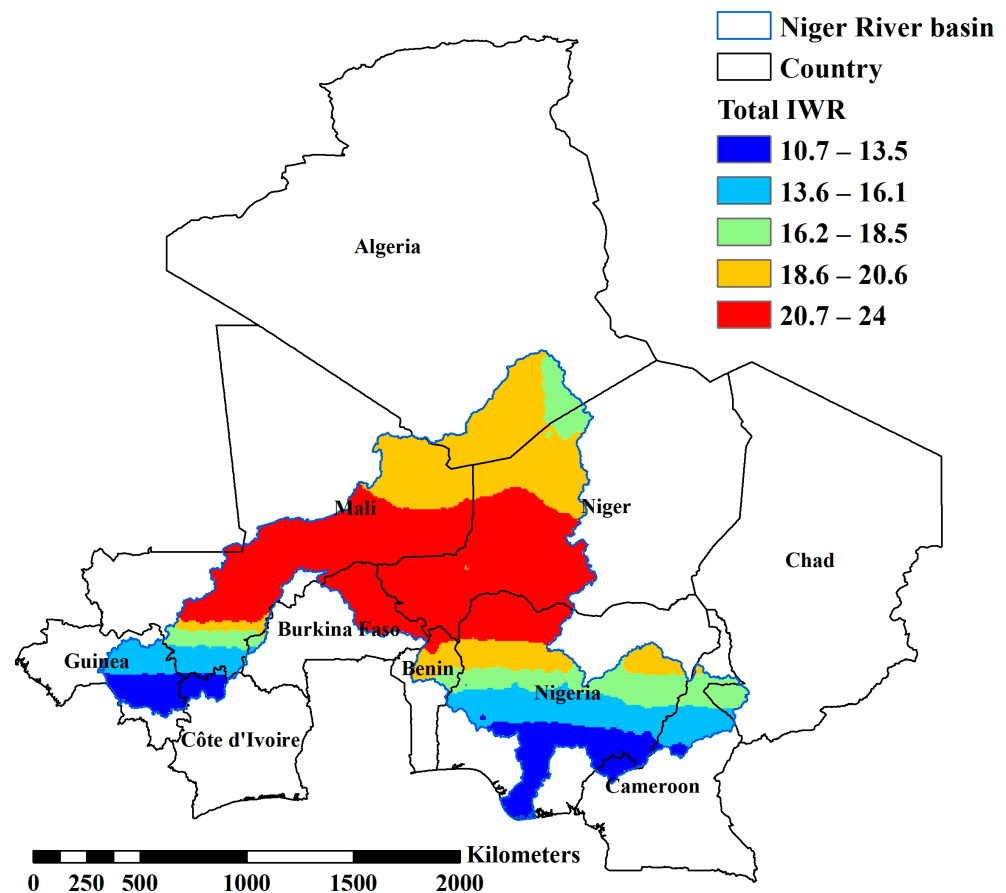 Niger River basin
Country
Total IWR
10.7 – 13.5
13.6 – 16.1
16.2 – 18.5
18.6 – 20.6
20.7 – 24
Algeria
Mali
Niger
Chad
Burkina Faso
Guinea
Benin
Nigeria
Côte d'Ivoire
Cameroon
Kilometers
0 250 500 1000 1500 2000